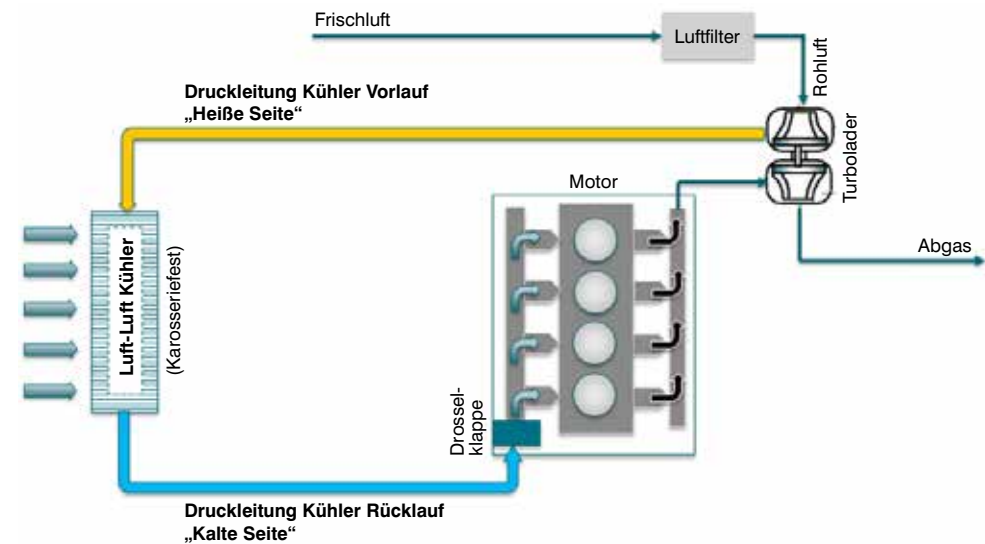 Frischluft
Luftfilter
Rohluft
Druckleitung Kühler Vorlauf
„Heiße Seite“
Turbolader
Motor
Abgas
Luft-Luft Kühler
(Karosseriefest)
Drossel-
klappe
Druckleitung Kühler Rücklauf
„Kalte Seite“